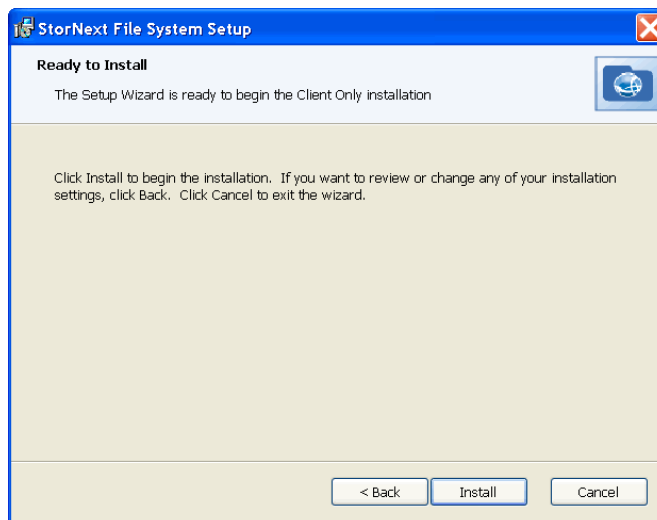 StorNext File System Setup
Ready to Install
The Setup Wizard is ready to begin the Client Only installation
Click Install to begin the installation.  If you want to review or change any of your installation
settings, click Back.  Click Cancel to exit the wizard.
< Back Install Cancel